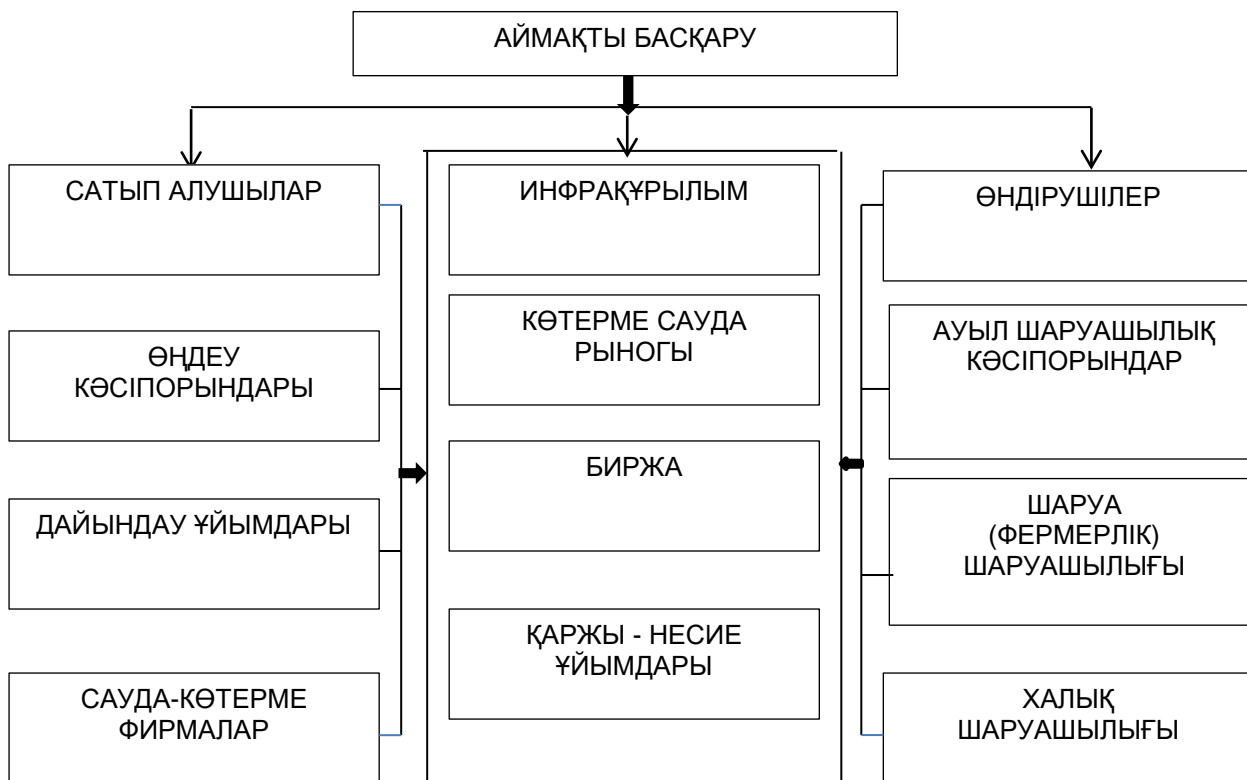 АЙМАҚТЫ БАСҚАРУ
САТЫП АЛУШЫЛАР
ӨҢДЕУ
КӘСІПОРЫНДАРЫ
ДАЙЫНДАУ ҰЙЫМДАРЫ
САУДА-КӨТЕРМЕ
ФИРМАЛАР
ИНФРАҚҰРЫЛЫМ
КӨТЕРМЕ САУДА
РЫНОГЫ
БИРЖА
ҚАРЖЫ - НЕСИЕ
ҰЙЫМДАРЫ
ӨНДІРУШІЛЕР
АУЫЛ ШАРУАШЫЛЫҚ
КӘСІПОРЫНДАР
ШАРУА
(ФЕРМЕРЛІК)
ШАРУАШЫЛЫҒЫ
ХАЛЫҚ
ШАРУАШЫЛЫҒЫ